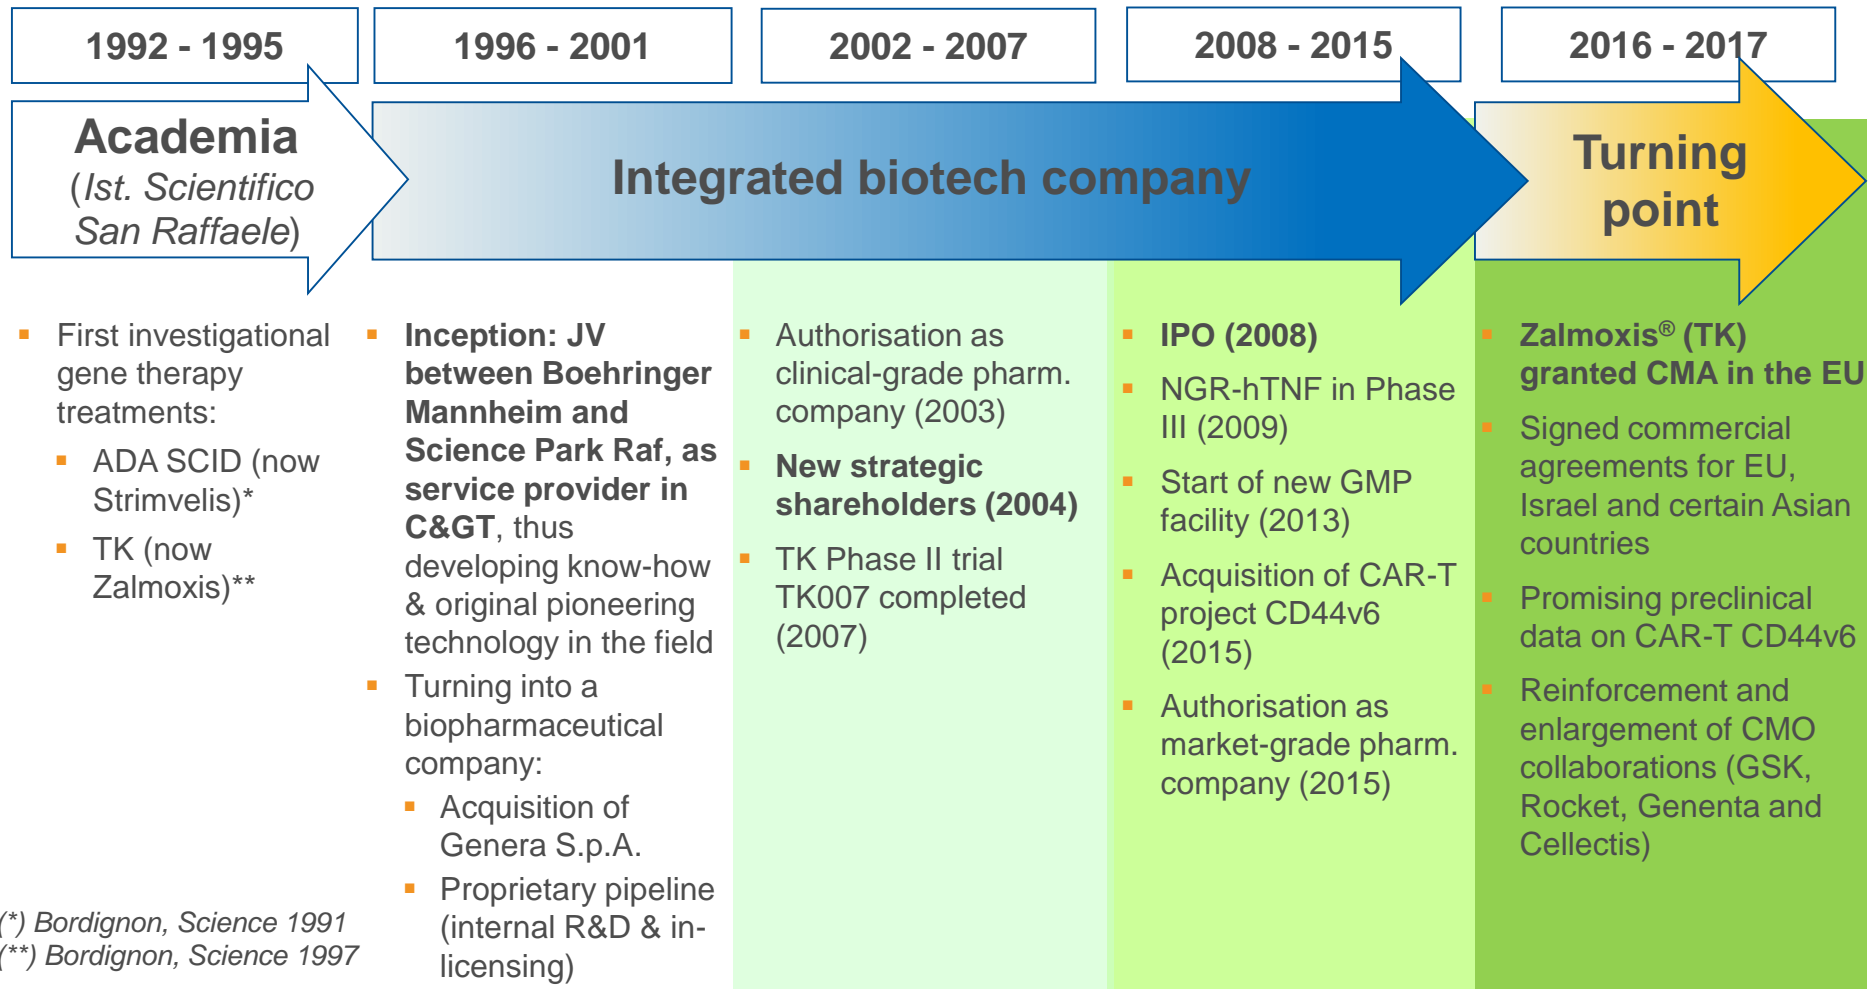 1992 - 1995
1996 - 2001
2002 - 2007
2008 - 2015
2016 - 2017
Academia
(Ist. Scientifico
San Raffaele)
Integrated biotech company
Turning
point
▪ First investigational
gene therapy
treatments:
▪ ADA SCID (now
Strimvelis)*
▪ TK (now
Zalmoxis)**
▪ Inception: JV
between Boehringer
Mannheim and
Science Park Raf, as
service provider in
C&GT, thus
developing know-how
& original pioneering
technology in the field
▪ Turning into a
biopharmaceutical
company:
▪ Acquisition of
Genera S.p.A.
▪ Proprietary pipeline
(internal R&D & in-
licensing)
▪ Authorisation as
clinical-grade pharm.
company (2003)
▪ New strategic
shareholders (2004)
▪ TK Phase II trial
TK007 completed
(2007)
▪ IPO (2008)
▪ NGR-hTNF in Phase
III (2009)
▪ Start of new GMP
facility (2013)
▪ Acquisition of CAR-T
project CD44v6
(2015)
▪ Authorisation as
market-grade pharm.
company (2015)
▪ Zalmoxis® (TK)
granted CMA in the EU
▪ Signed commercial
agreements for EU,
Israel and certain Asian
countries
▪ Promising preclinical
data on CAR-T CD44v6
▪ Reinforcement and
enlargement of CMO
collaborations (GSK,
Rocket, Genenta and
Cellectis)
(*) Bordignon, Science 1991
(**) Bordignon, Science 1997